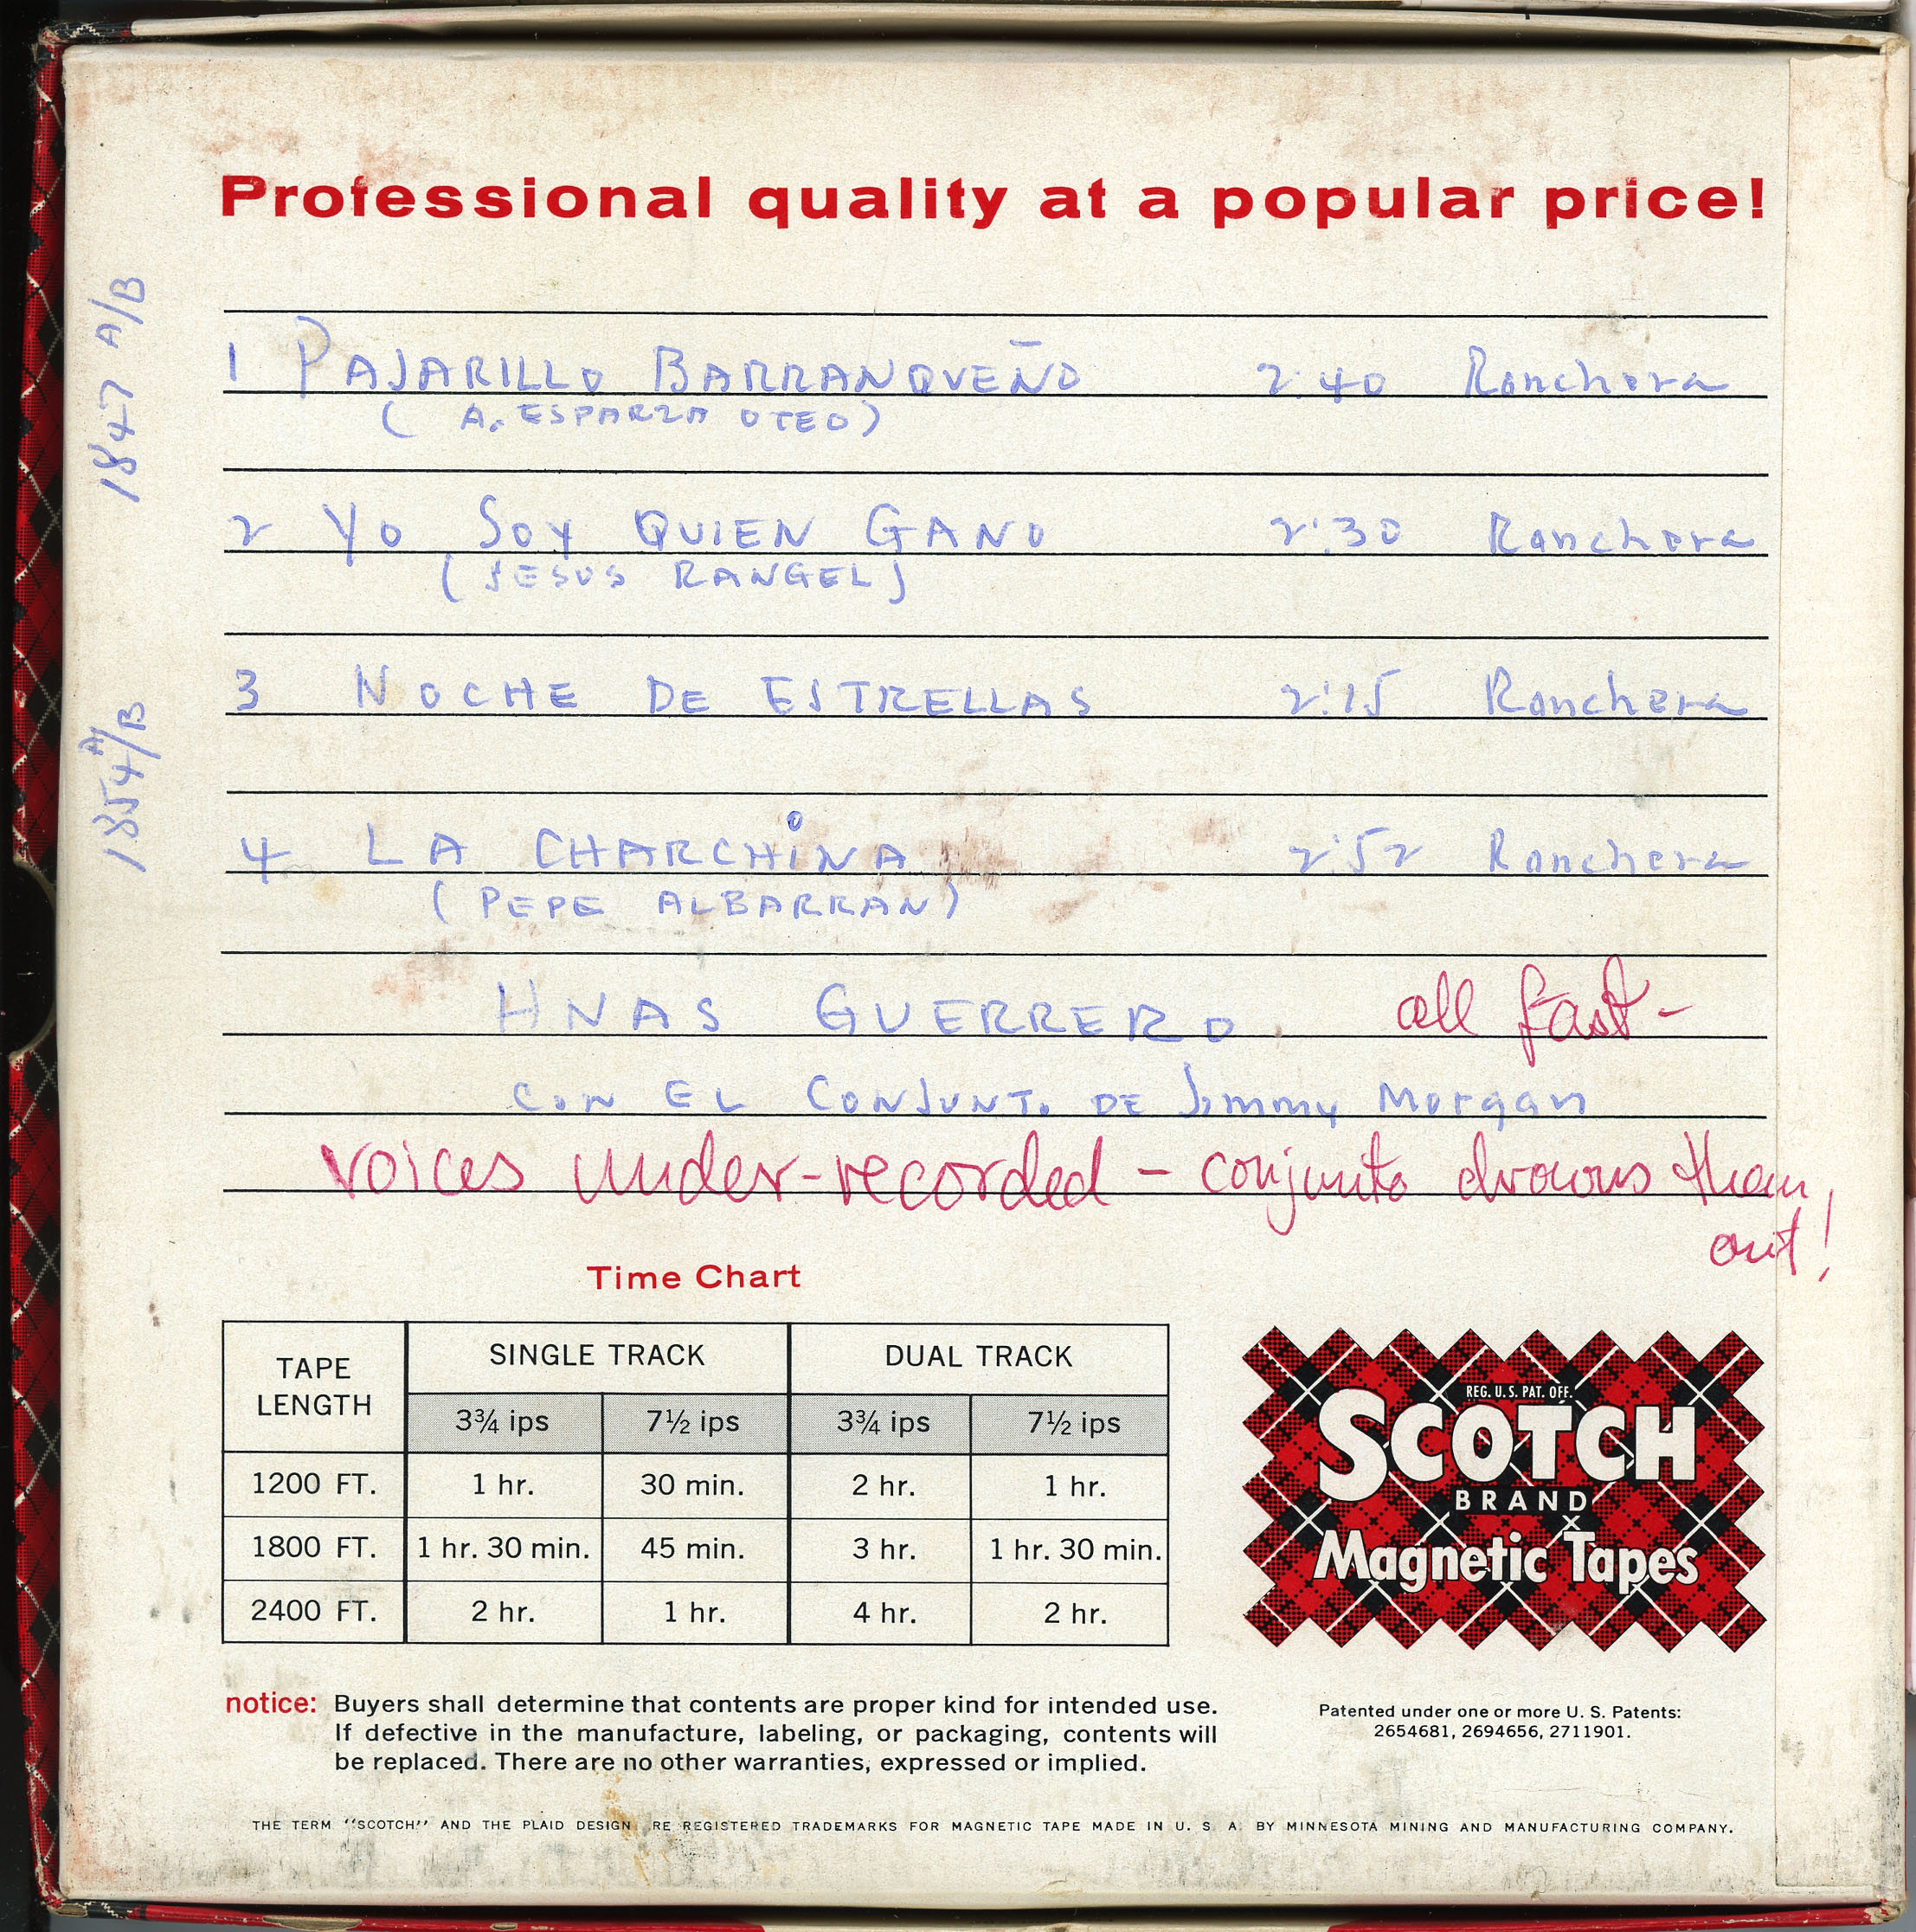 Professional quality at a popular price!
1847 A/B
1854 A/B
1 PAJARILLO BARRANQUEÑO 2:40 Ranchera
( A. ESPARZA OTEO)
2 YO SOY QUIEN GANO 2:30 Ranchera
(JESUS RANGEL)
3 NOCHE DE ESTRELLAS 2:15 Ranchera
4 LA CHARCHINA 2:52 Ranchera
(PEPE ALBARRAN)
HNAS GUERRERO all fast-
CON EL CONJUNTO DE Jimmy Morgan
voices under-recorded - conjunto drowns them
out!
Time Chart
TAPE LENGTH SINGLE TRACK DUAL TRACK
3¾ ips 7½ ips 3¾ ips 7½ ips
1200 FT. 1 hr. 30 min. 2 hr. 1 hr.
1800 FT. 1 hr. 30 min. 45 min. 3 hr. 1 hr. 30 min.
2400 FT. 2 hr. 1 hr. 4 hr. 2 hr.
REG. U.S. PAT. OFF.
SCOTCH
BRAND
Magnetic Tapes
notice: Buyers shall determine that contents are proper kind for intended use.
If defective in the manufacture, labeling, or packaging, contents will
be replaced. There are no other warranties, expressed or implied.
Patented under one or more U. S. Patents:
2654681, 2694656, 2711901.
THE TERM "SCOTCH" AND THE PLAID DESIGN RE REGISTERED TRADEMARKS FOR MAGNETIC TAPE MADE IN U. S. A. BY MINNESOTA MINING AND MANUFACTURING COMPANY.